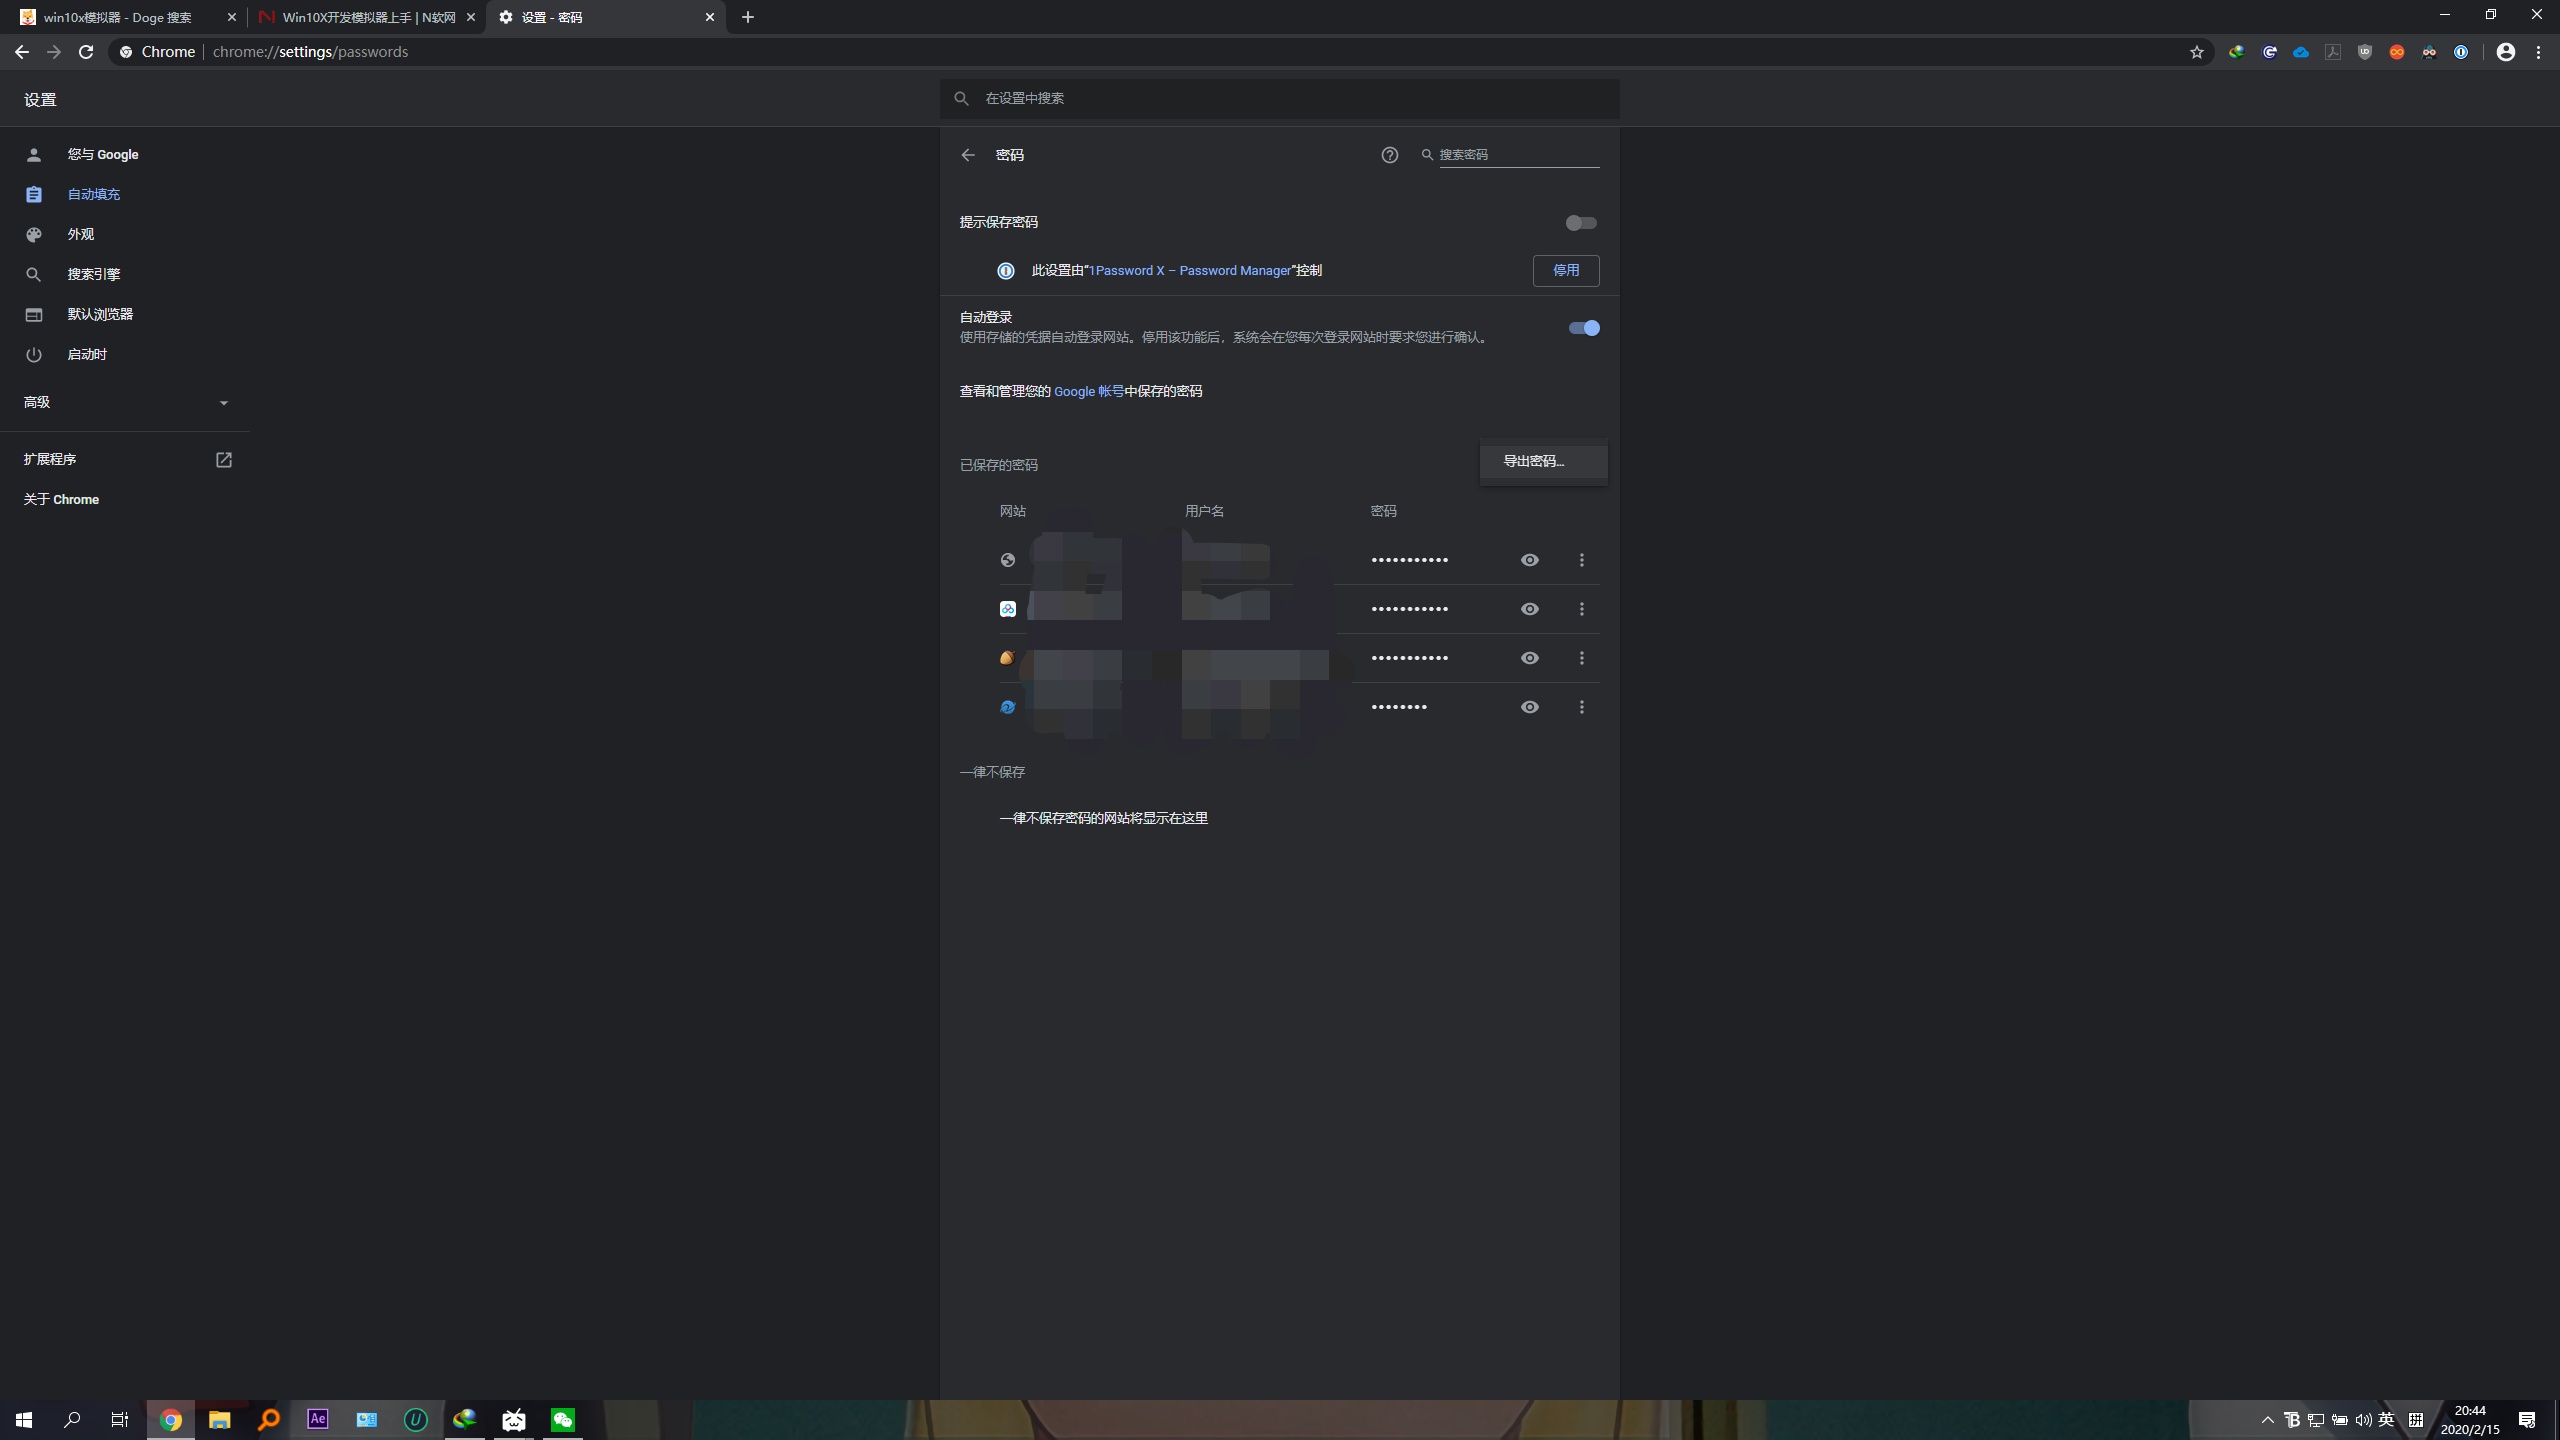 win10x模拟器 - Doge 搜索
Win10X开发模拟器上手 | N软网
设置 - 密码
Chrome
chrome://settings/passwords
设置
在设置中搜索
您与 Google
自动填充
外观
搜索引擎
默认浏览器
启动时
高级
扩展程序
关于 Chrome
密码
搜索密码
提示保存密码
此设置由“1Password X – Password Manager”控制
停用
自动登录
使用存储的凭据自动登录网站。停用该功能后，系统会在您每次登录网站时要求您进行确认。
查看和管理您的 Google 帐号中保存的密码
已保存的密码
导出密码...
网站
用户名
密码
•••••••••••
•••••••••••
•••••••••••
••••••••
一律不保存
一律不保存密码的网站将显示在这里
Ae
英
拼
20:44
2020/2/15